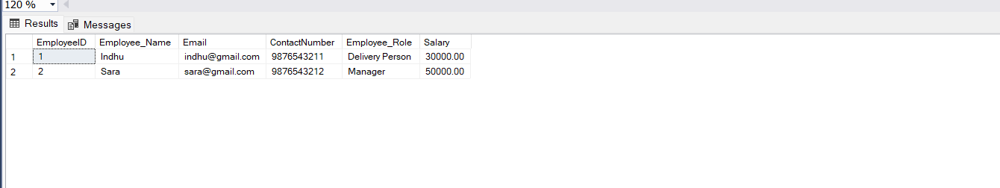 120 %
Results Messages
EmployeeID Employee_Name Email ContactNumber Employee_Role Salary
1 1 Indhu indhu@gmail.com 9876543211 Delivery Person 30000.00
2 2 Sara sara@gmail.com 9876543212 Manager 50000.00